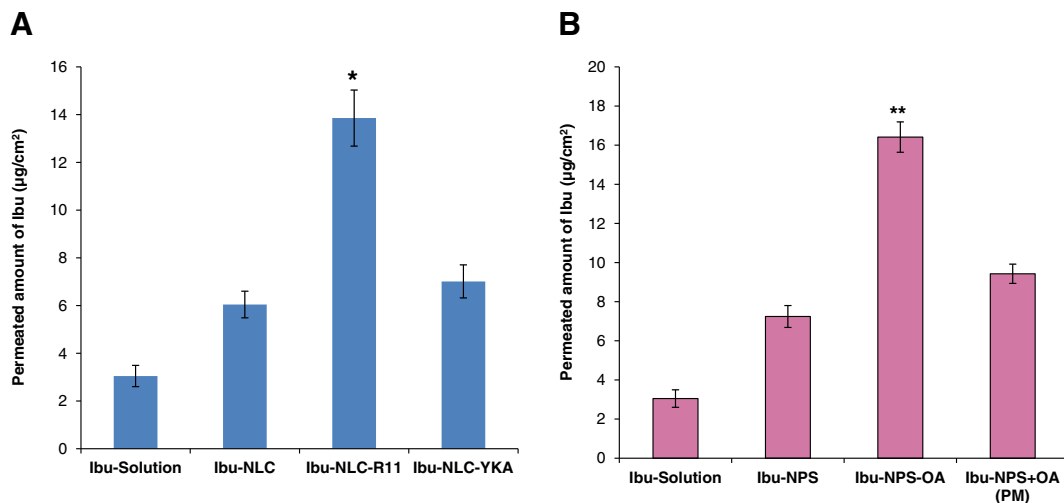 A
Permeated amount of Ibu (µg/cm²)
16
14
12
10
8
6
4
2
0
*
Ibu-Solution
Ibu-NLC
Ibu-NLC-R11
Ibu-NLC-YKA
B
Permeated amount of Ibu (µg/cm²)
20
18
16
14
12
10
8
6
4
2
0
**
Ibu-Solution
Ibu-NPS
Ibu-NPS-OA
Ibu-NPS+OA
(PM)